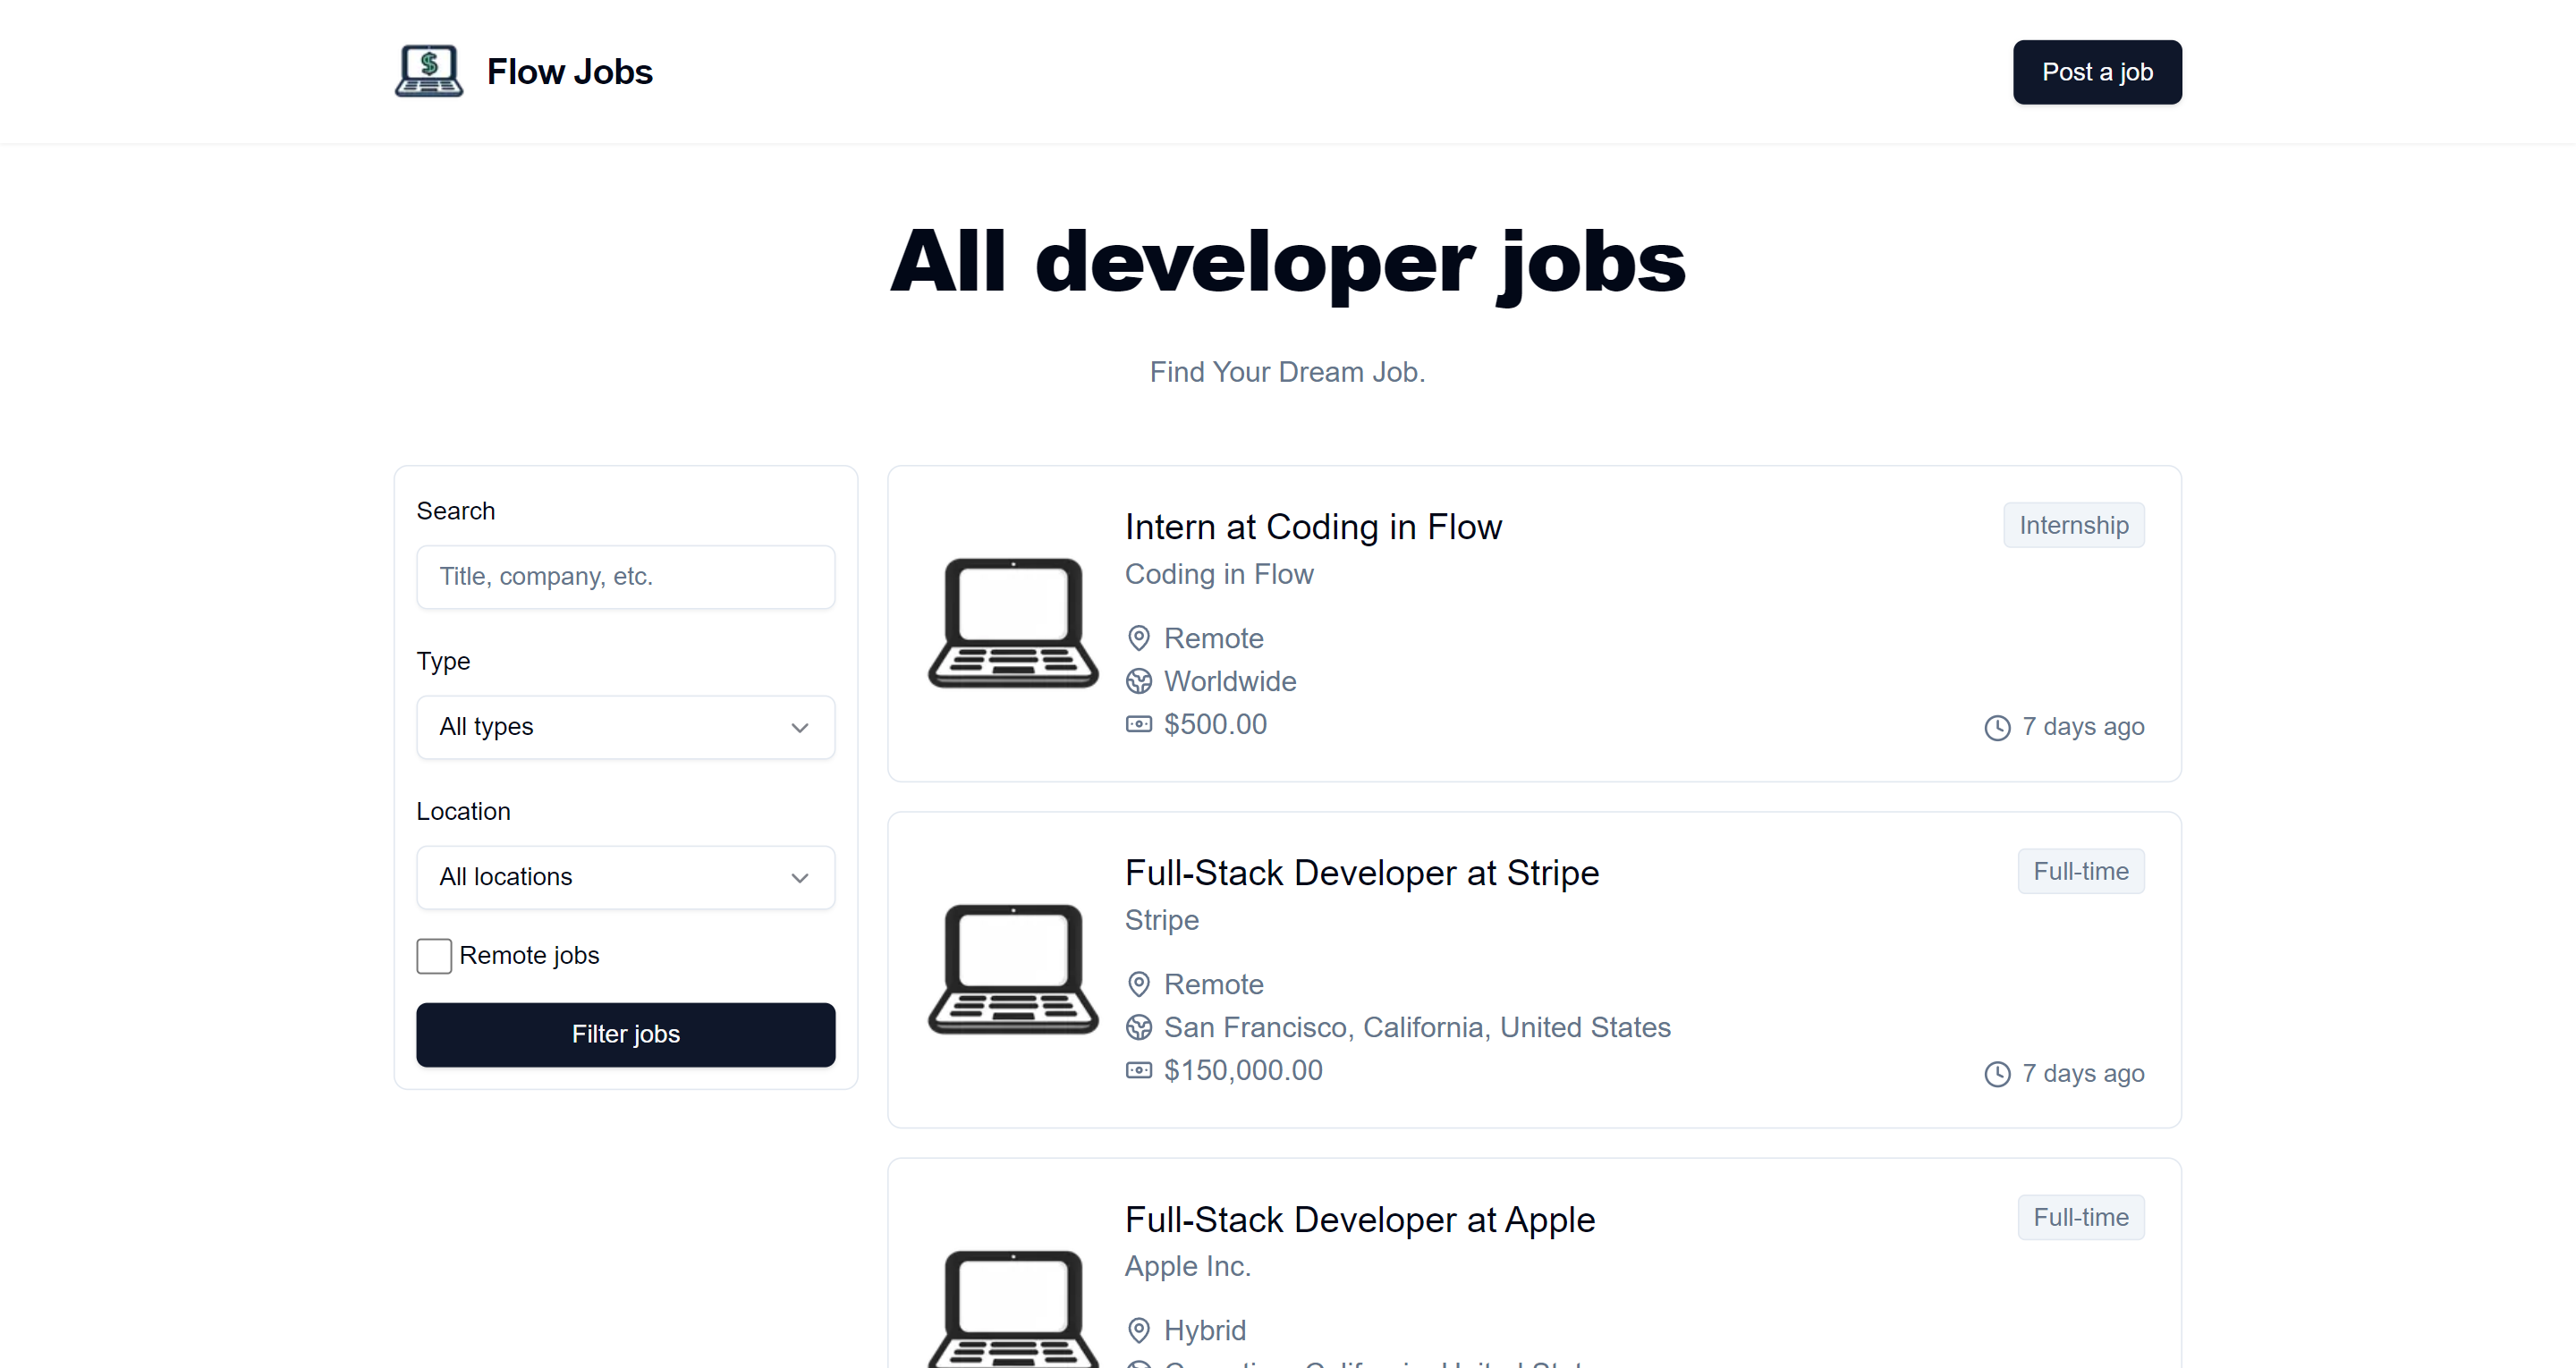 Flow Jobs
Post a job
All developer jobs
Find Your Dream Job.
Search
Title, company, etc.
Type
All types
Location
All locations
Remote jobs
Filter jobs
Intern at Coding in Flow
Internship
Coding in Flow
Remote
Worldwide
$500.00
7 days ago
Full-Stack Developer at Stripe
Full-time
Stripe
Remote
San Francisco, California, United States
$150,000.00
7 days ago
Full-Stack Developer at Apple
Full-time
Apple Inc.
Hybrid